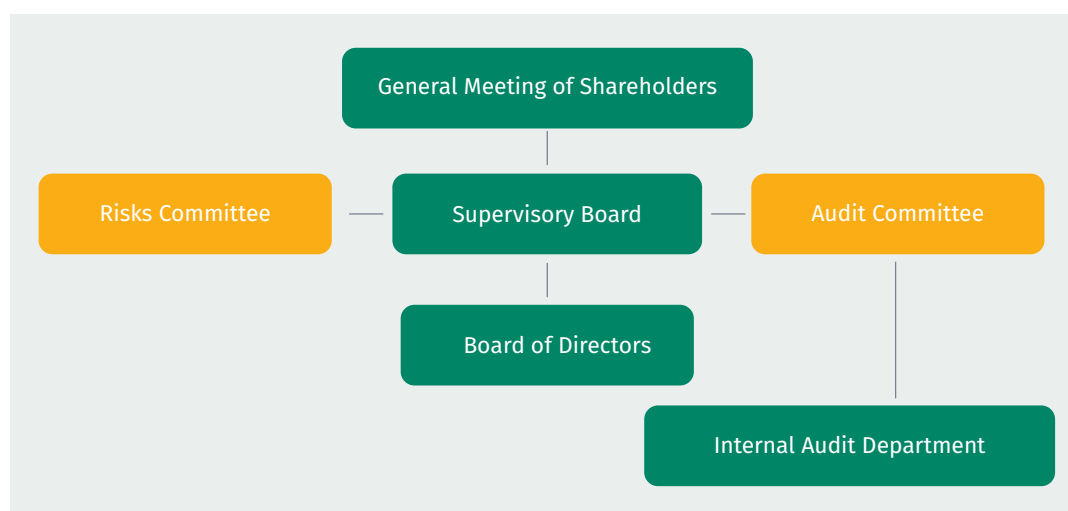 General Meeting of Shareholders
Risks Committee
Supervisory Board
Audit Committee
Board of Directors
Internal Audit Department